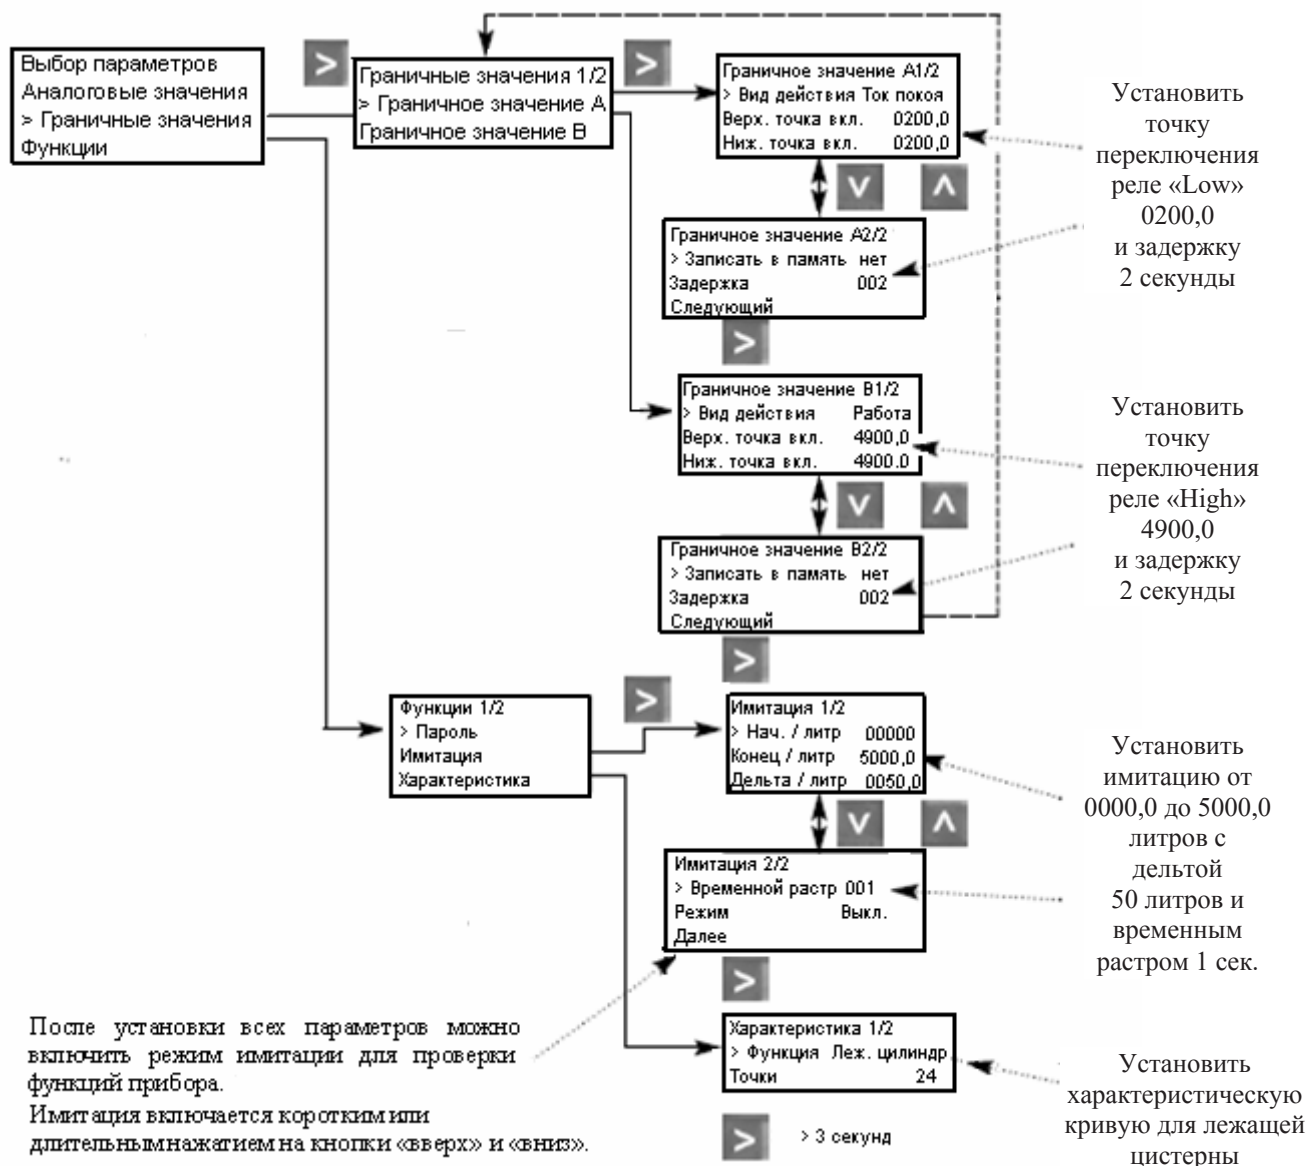 Выбор параметров
Аналоговые значения
> Граничные значения
Функции
>
Граничные значения 1/2
> Граничное значение А
Граничное значение В
>
Граничное значение А1/2
> Вид действия Ток покоя
Верх. точка вкл. 0200,0
Ниж. точка вкл. 0200,0
Установить
точку
переключения
реле «Low»
0200,0
и задержку
2 секунды
v ʌ
Граничное значение А2/2
> Записать в память нет
Задержка 002
Следующий
>
Граничное значение В1/2
> Вид действия Работа
Верх. точка вкл. 4900,0
Ниж. точка вкл. 4900.0
Установить
точку
переключения
реле «High»
4900,0
и задержку
2 секунды
v ʌ
Граничное значение В2/2
> Записать в память нет
Задержка 002
Следующий
>
Функции 1/2
> Пароль
Имитация
Характеристика
>
Имитация 1/2
> Нач. / литр 00000
Конец / литр 5000,0
Дельта / литр 0050,0
Установить
имитацию от
0000,0 до 5000,0
литров с
дельтой
50 литров и
временным
растром 1 сек.
v ʌ
Имитация 2/2
> Временной растр 001
Режим Выкл.
Далее
>
После установки всех параметров можно
включить режим имитации для проверки
функций прибора.
Имитация включается коротким или
длительнымнажатием на кнопки «вверх» и «вниз».
Характеристика 1/2
> Функция Леж. цилиндр
Точки 24
Установить
характеристическую
кривую для лежащей
цистерны
>
> 3 секунд